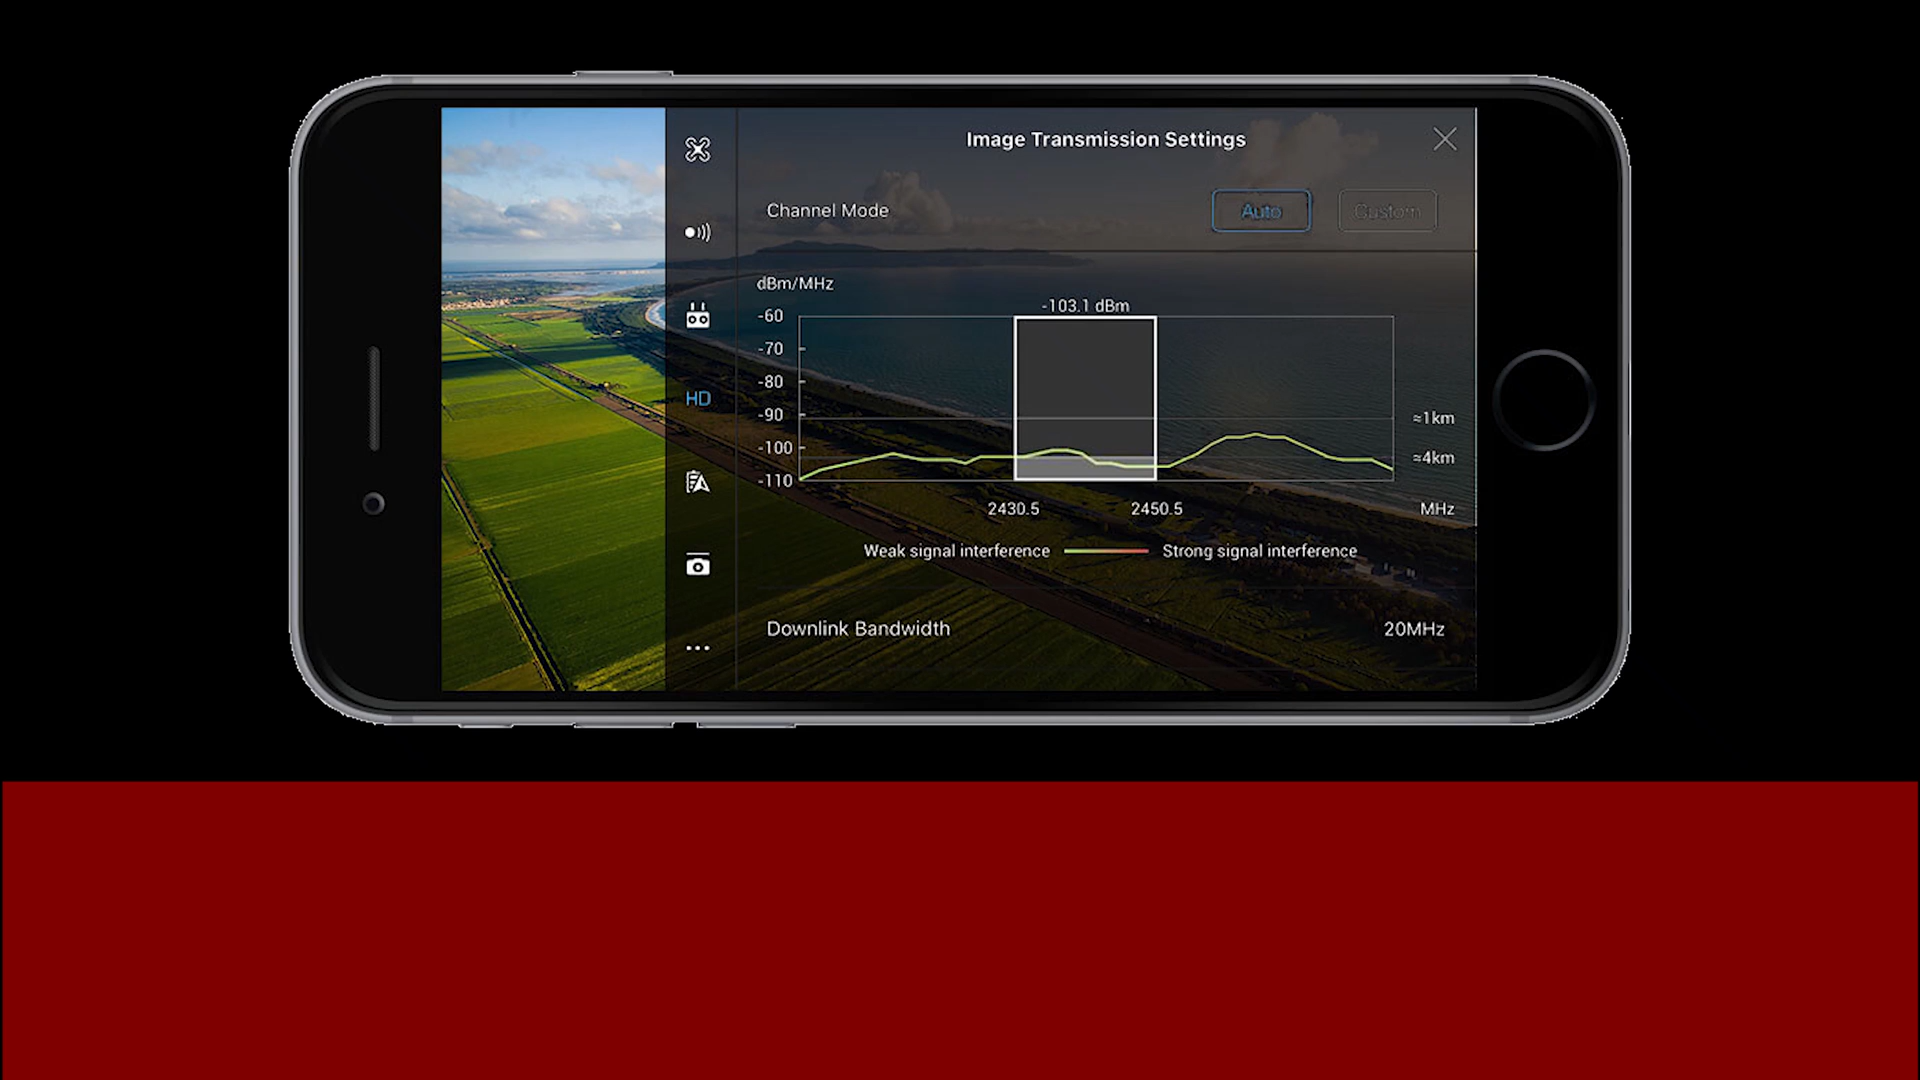 Image Transmission Settings
Channel Mode
Auto
Custom
dBm/MHz
-103.1 dBm
-60
-70
-80
-90
≈1km
-100
≈4km
-110
2430.5
2450.5
MHz
Weak signal interference
Strong signal interference
HD
Downlink Bandwidth
20MHz